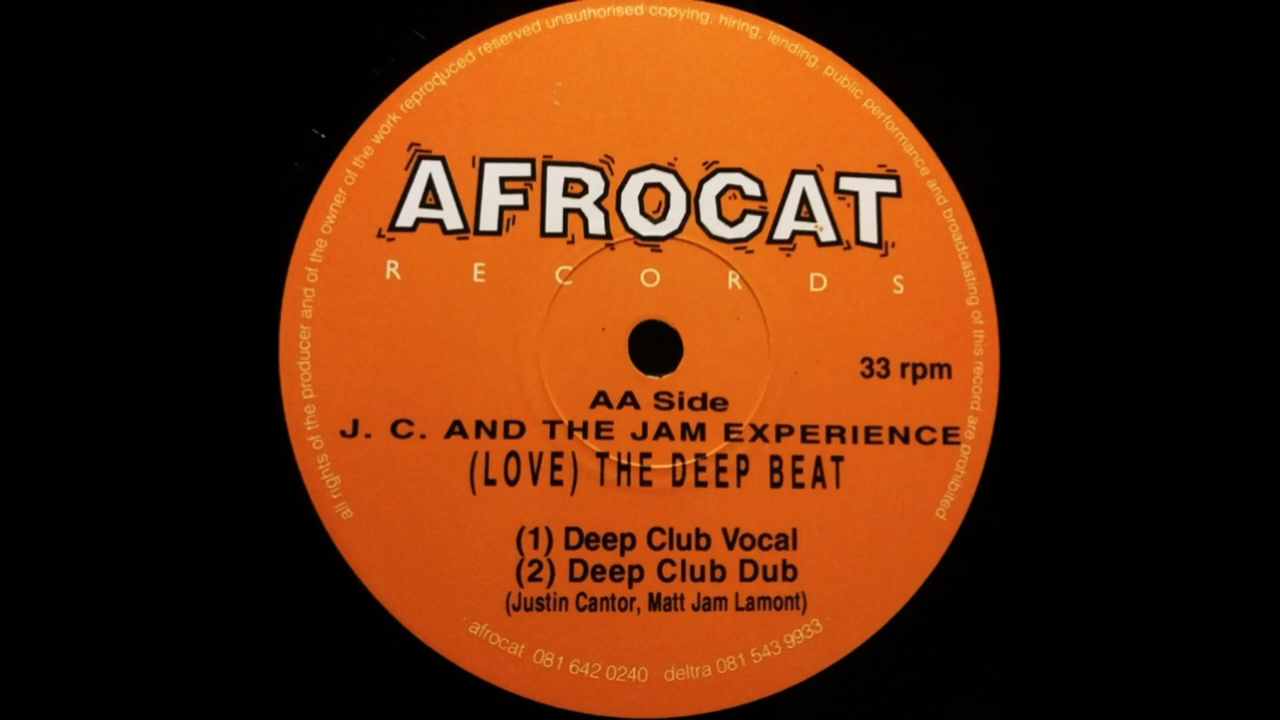 all rights of the producer and of the owner of the work reproduced reserved unauthorised copying, hiring, lending, public performance and broadcasting of this record are prohibited
AFROCAT
RECORDS
33 rpm
AA Side
J. C. AND THE JAM EXPERIENCE
(LOVE) THE DEEP BEAT
(1) Deep Club Vocal
(2) Deep Club Dub
(Justin Cantor, Matt Jam Lamont)
· afrocat 081 642 0240 · deltra 081 543 9933 ·